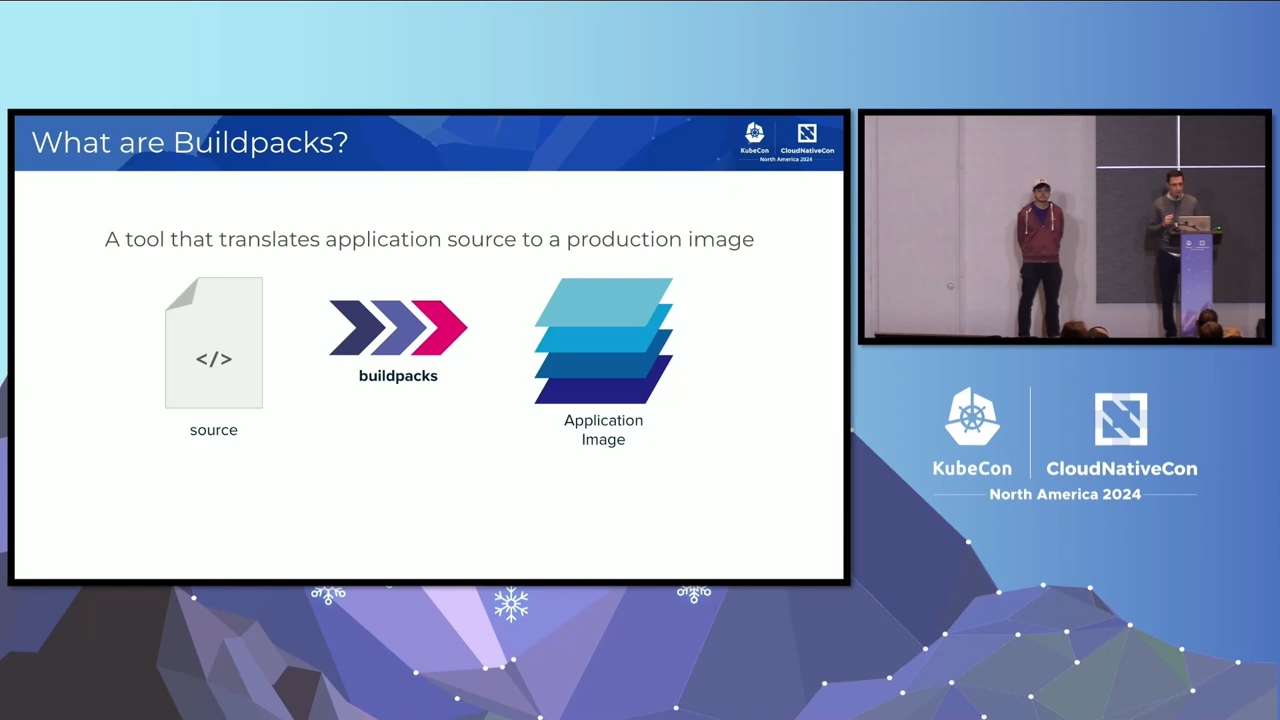 What are Buildpacks?
KubeCon
CloudNativeCon
North America 2024
A tool that translates application source to a production image
</>
source
buildpacks
Application
Image
KubeCon
CloudNativeCon
North America 2024